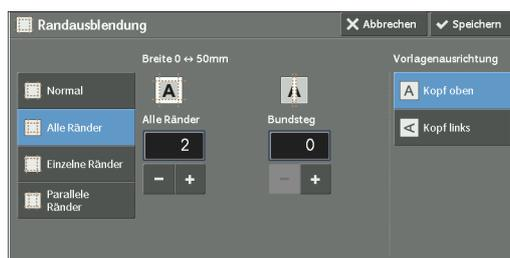 Randausblendung
Abbrechen
Speichern
Breite 0 ↔ 50mm
Vorlagenausrichtung
Normal
Alle Ränder
Einzelne Ränder
Parallele
Ränder
A
A
Alle Ränder
Bundsteg
2
0
− +
− +
A Kopf oben
A Kopf links